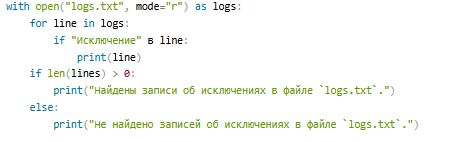 with open("logs.txt", mode="r") as logs:
    for line in logs:
        if "Исключение" в line:
            print(line)
    if len(lines) > 0:
        print("Найдены записи об исключениях в файле `logs.txt`.")
    else:
        print("Не найдено записей об исключениях в файле `logs.txt`.")